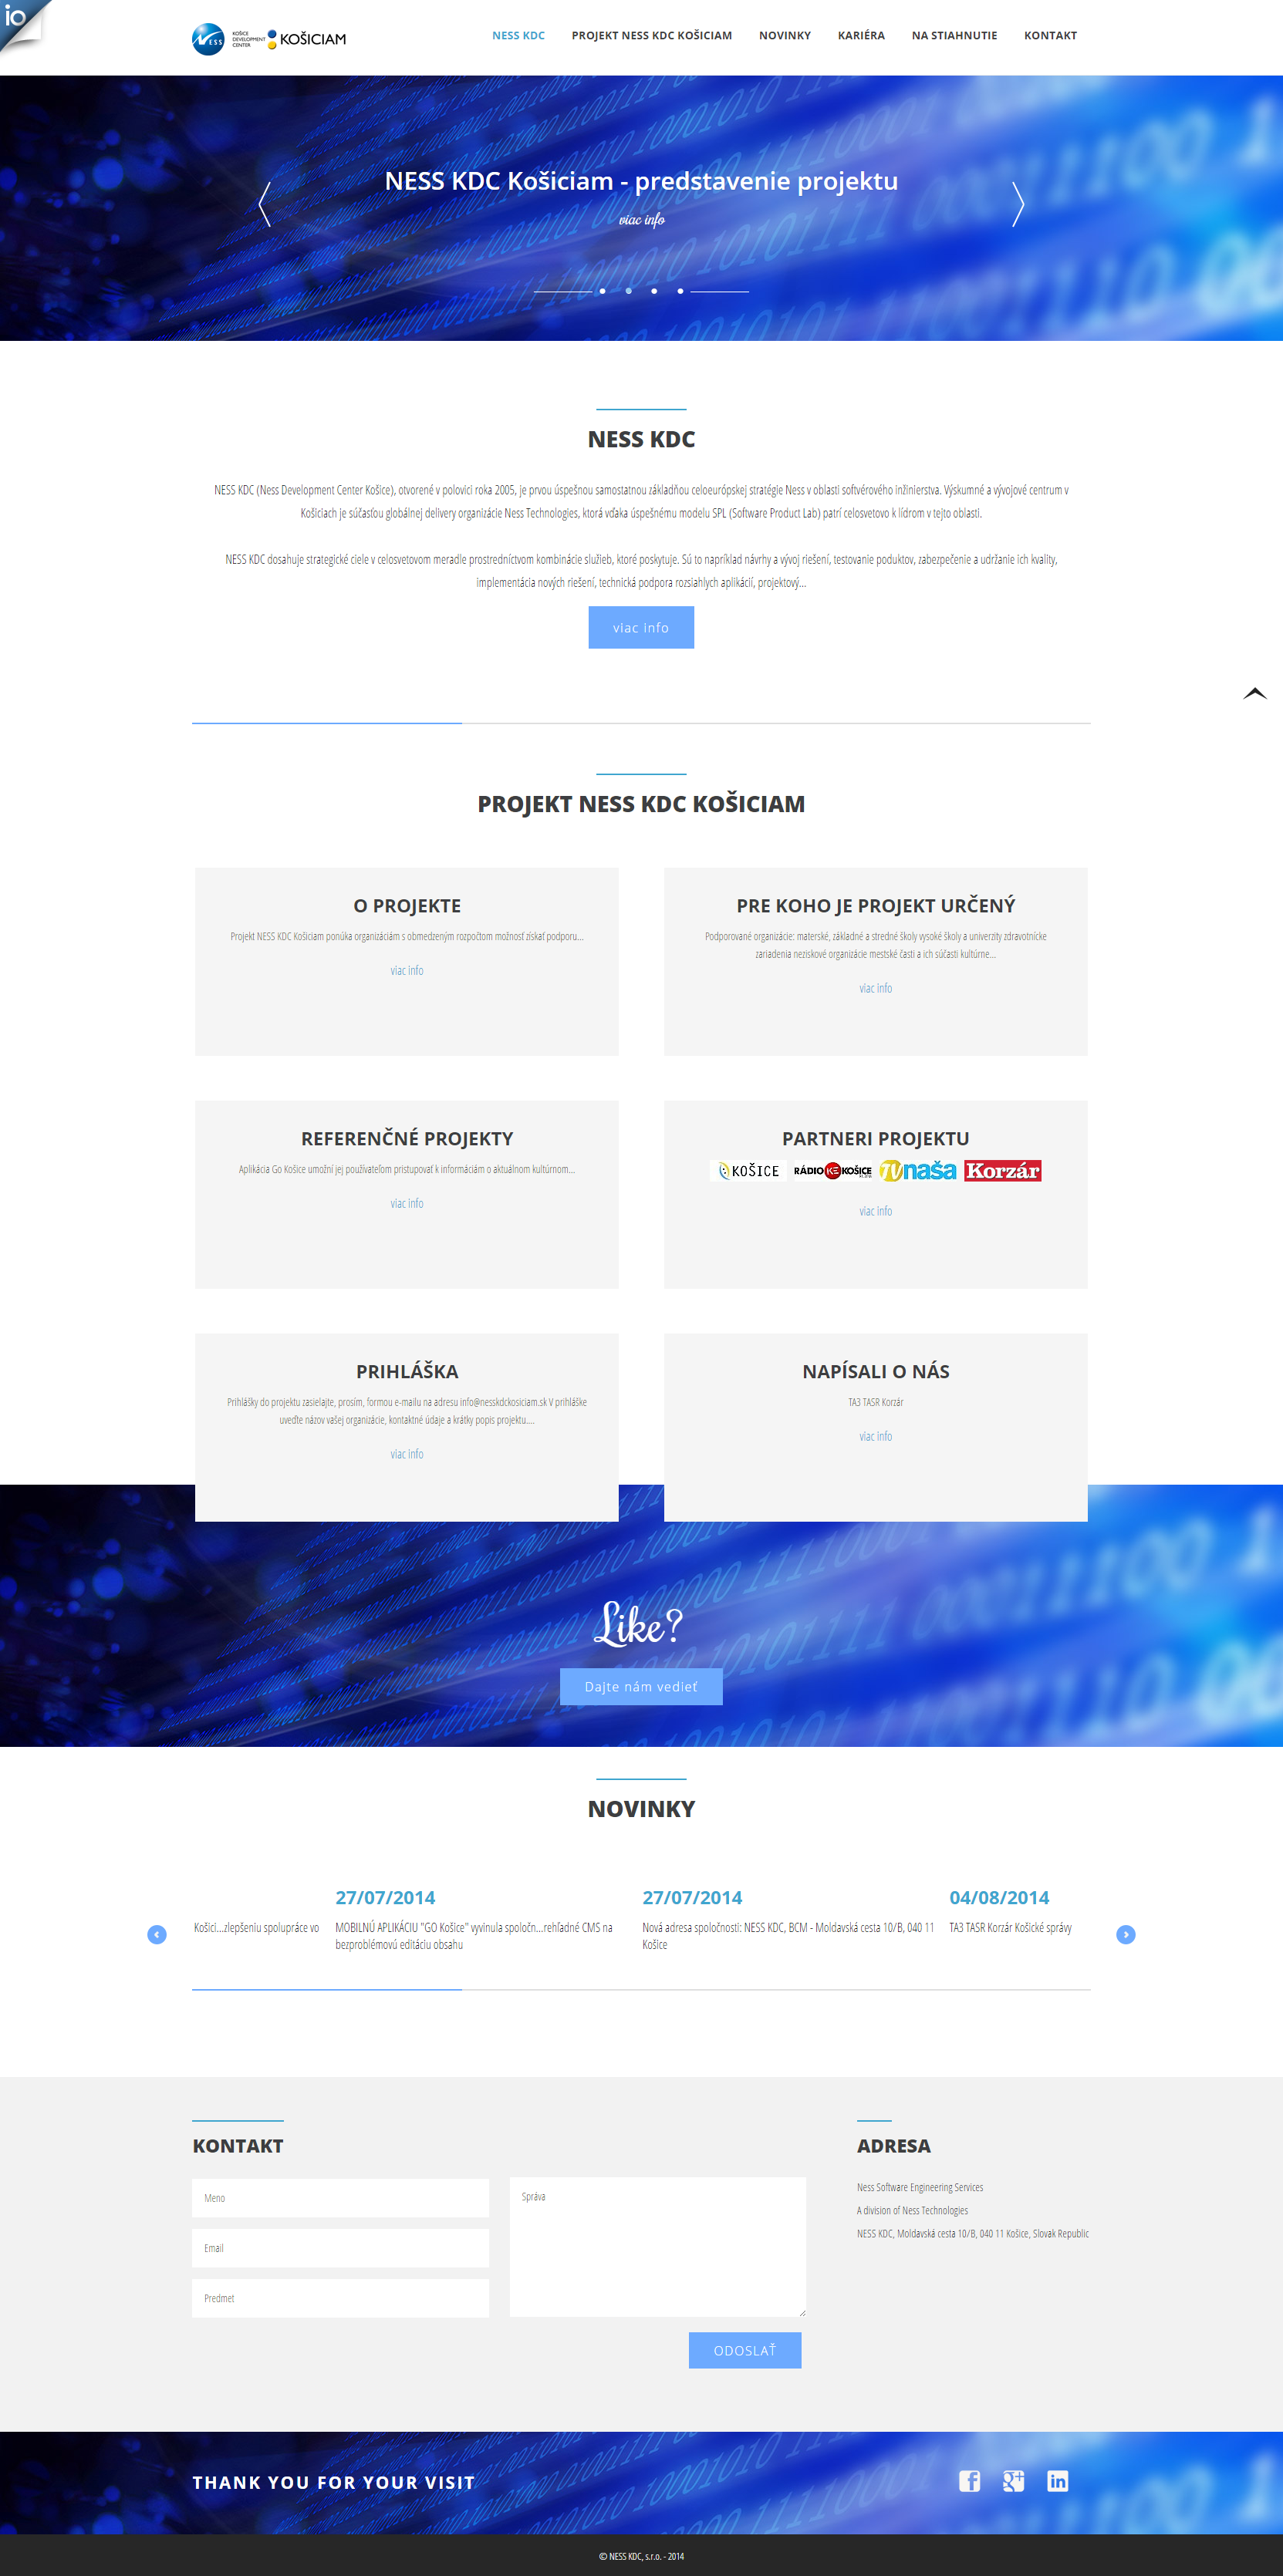 io
NESS
KOŠICE
DEVELOPMENT
CENTER
KOŠICIAM
NESS KDC
PROJEKT NESS KDC KOŠICIAM
NOVINKY
KARIÉRA
NA STIAHNUTIE
KONTAKT
NESS KDC Košiciam - predstavenie projektu
viac info
NESS KDC
NESS KDC (Ness Development Center Košice), otvorené v polovici roka 2005, je prvou úspešnou samostatnou základňou celoeurópskej stratégie Ness v oblasti softvérového inžinierstva. Výskumné a vývojové centrum v
Košiciach je súčasťou globálnej delivery organizácie Ness Technologies, ktorá vďaka úspešnému modelu SPL (Software Product Lab) patrí celosvetovo k lídrom v tejto oblasti.
NESS KDC dosahuje strategické ciele v celosvetovom meradle prostredníctvom kombinácie služieb, ktoré poskytuje. Sú to napríklad návrhy a vývoj riešení, testovanie poduktov, zabezpečenie a udržanie ich kvality,
implementácia nových riešení, technická podpora rozsiahlych aplikácií, projektový...
viac info
PROJEKT NESS KDC KOŠICIAM
O PROJEKTE
Projekt NESS KDC Košiciam ponúka organizáciám s obmedzeným rozpočtom možnosť získať podporu...
viac info
PRE KOHO JE PROJEKT URČENÝ
Podporované organizácie: materské, základné a stredné školy vysoké školy a univerzity zdravotnícke
zariadenia neziskové organizácie mestské časti a ich súčasti kultúrne...
viac info
REFERENČNÉ PROJEKTY
Aplikácia Go Košice umožní jej používateľom pristupovať k informáciám o aktuálnom kultúrnom...
viac info
PARTNERI PROJEKTU
KOŠICE
RÁDIO KE KOŠICE
TV naša
Korzár
viac info
PRIHLÁŠKA
Prihlášky do projektu zasielajte, prosím, formou e-mailu na adresu info@nesskdckosiciam.sk V prihláške
uveďte názov vašej organizácie, kontaktné údaje a krátky popis projektu....
viac info
NAPÍSALI O NÁS
TA3 TASR Korzár
viac info
Like?
Dajte nám vedieť
NOVINKY
Košici...zlepšeniu spolupráce vo
27/07/2014
MOBILNÚ APLIKÁCIU "GO Košice" vyvinula spoločn...rehľadné CMS na
bezproblémovú editáciu obsahu
27/07/2014
Nová adresa spoločnosti: NESS KDC, BCM - Moldavská cesta 10/B, 040 11
Košice
04/08/2014
TA3 TASR Korzár Košické správy
KONTAKT
Meno
Email
Predmet
Správa
ODOSLAŤ
ADRESA
Ness Software Engineering Services
A division of Ness Technologies
NESS KDC, Moldavská cesta 10/B, 040 11 Košice, Slovak Republic
THANK YOU FOR YOUR VISIT
© NESS KDC, s.r.o. - 2014